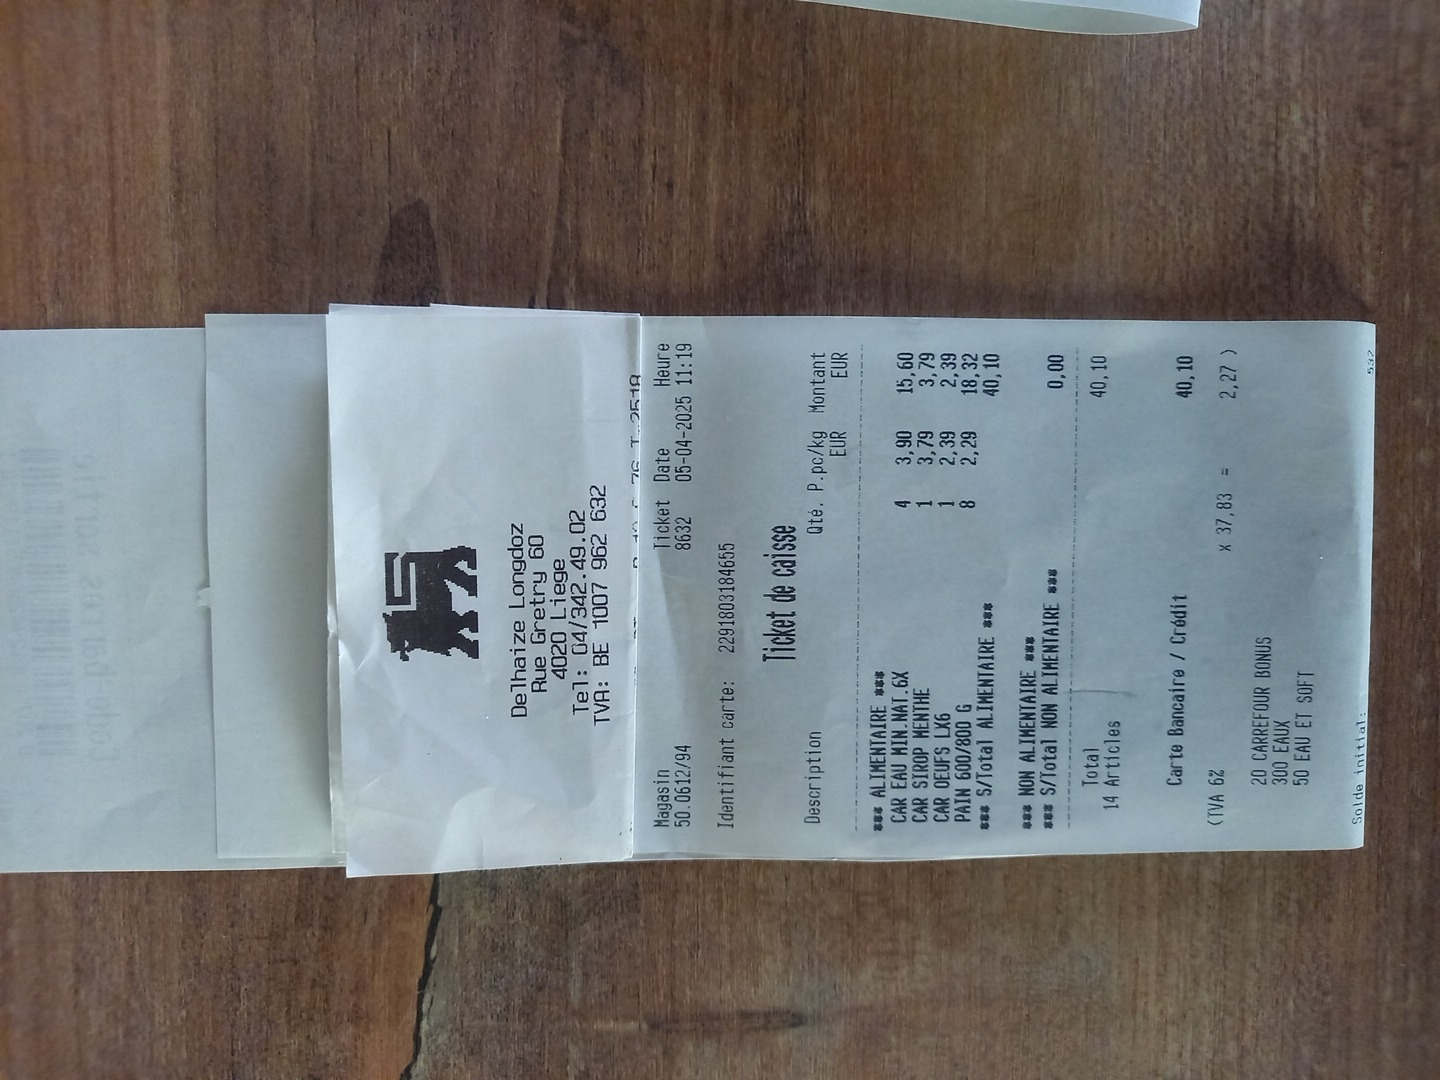 Delhaize Longdoz
Rue Gretry 60
4020 Liege
Tel: 04/342.49.02
TVA: BE 1007 962 632
Magasin Ticket Date Heure
50.0612/94 8632 05-04-2025 11:19
Identifiant carte: 2291803184655
Ticket de caisse
Description Qté. P.pc/kg Montant
EUR EUR
*** ALIMENTAIRE ***
CAR EAU MIN.NAT.6X 4 3,90 15,60
CAR SIROP MENTHE 1 3,79 3,79
CAR OEUFS LX6 1 2,39 2,39
PAIN 600/800 G 8 2,29 18,32
*** S/Total ALIMENTAIRE *** 40,10
*** NON ALIMENTAIRE ***
*** S/Total NON ALIMENTAIRE *** 0,00
Total 40,10
14 Articles
Carte Bancaire / Crédit 40,10
(TVA 6% x 37,83 = 2,27 )
20 CARREFOUR BONUS
300 EAUX
50 EAU ET SOFT
Solde initial: 532